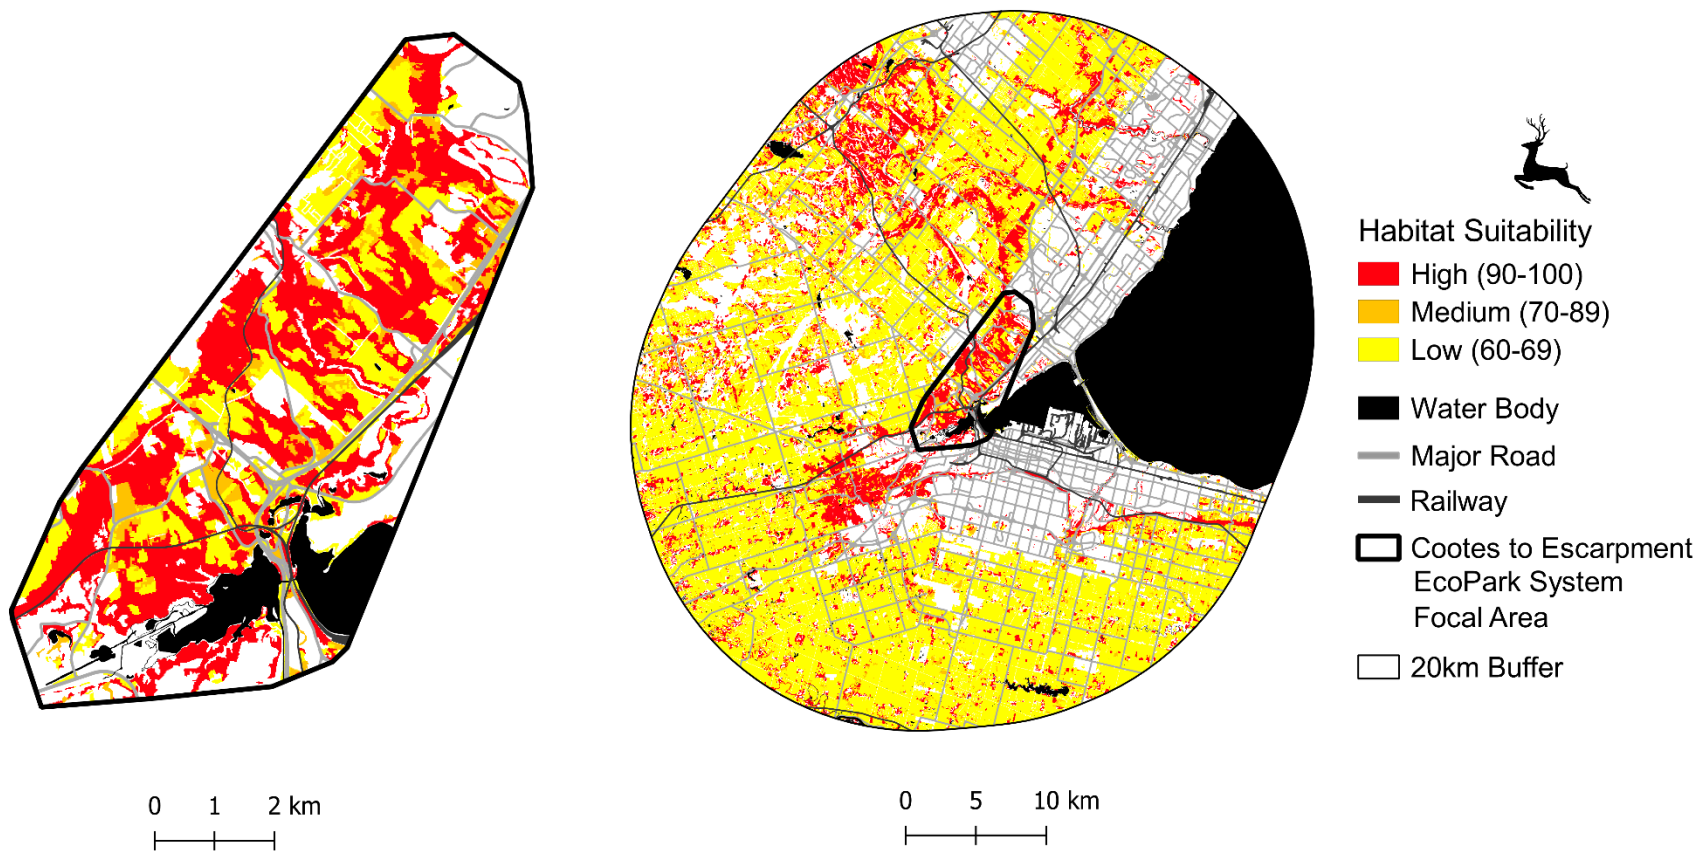 Habitat Suitability
High (90-100)
Medium (70-89)
Low (60-69)
Water Body
Major Road
Railway
Cootes to Escarpment
EcoPark System
Focal Area
20km Buffer
0 1 2 km
0 5 10 km